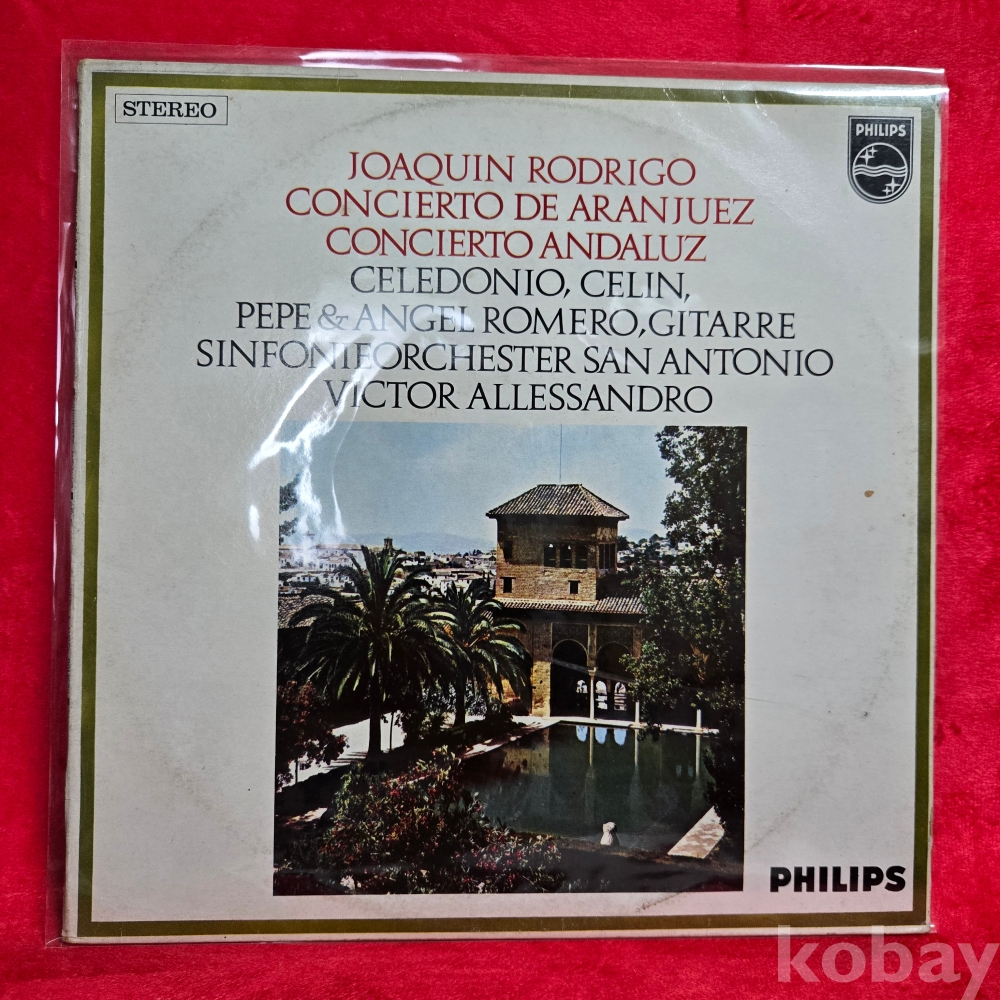 STEREO
PHILIPS
JOAQUIN RODRIGO
CONCIERTO DE ARANJUEZ
CONCIERTO ANDALUZ
CELEDONIO, CELIN,
PEPE & ANGEL ROMERO, GITARRE
SINFONIEORCHESTER SAN ANTONIO
VICTOR ALLESSANDRO
PHILIPS
kobay